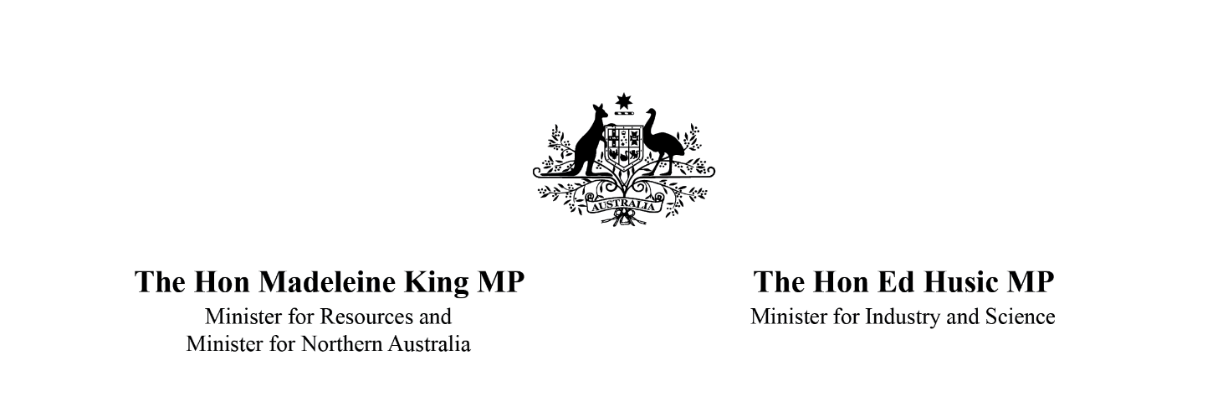 AUSTRALIA
The Hon Madeleine King MP
Minister for Resources and
Minister for Northern Australia
The Hon Ed Husic MP
Minister for Industry and Science